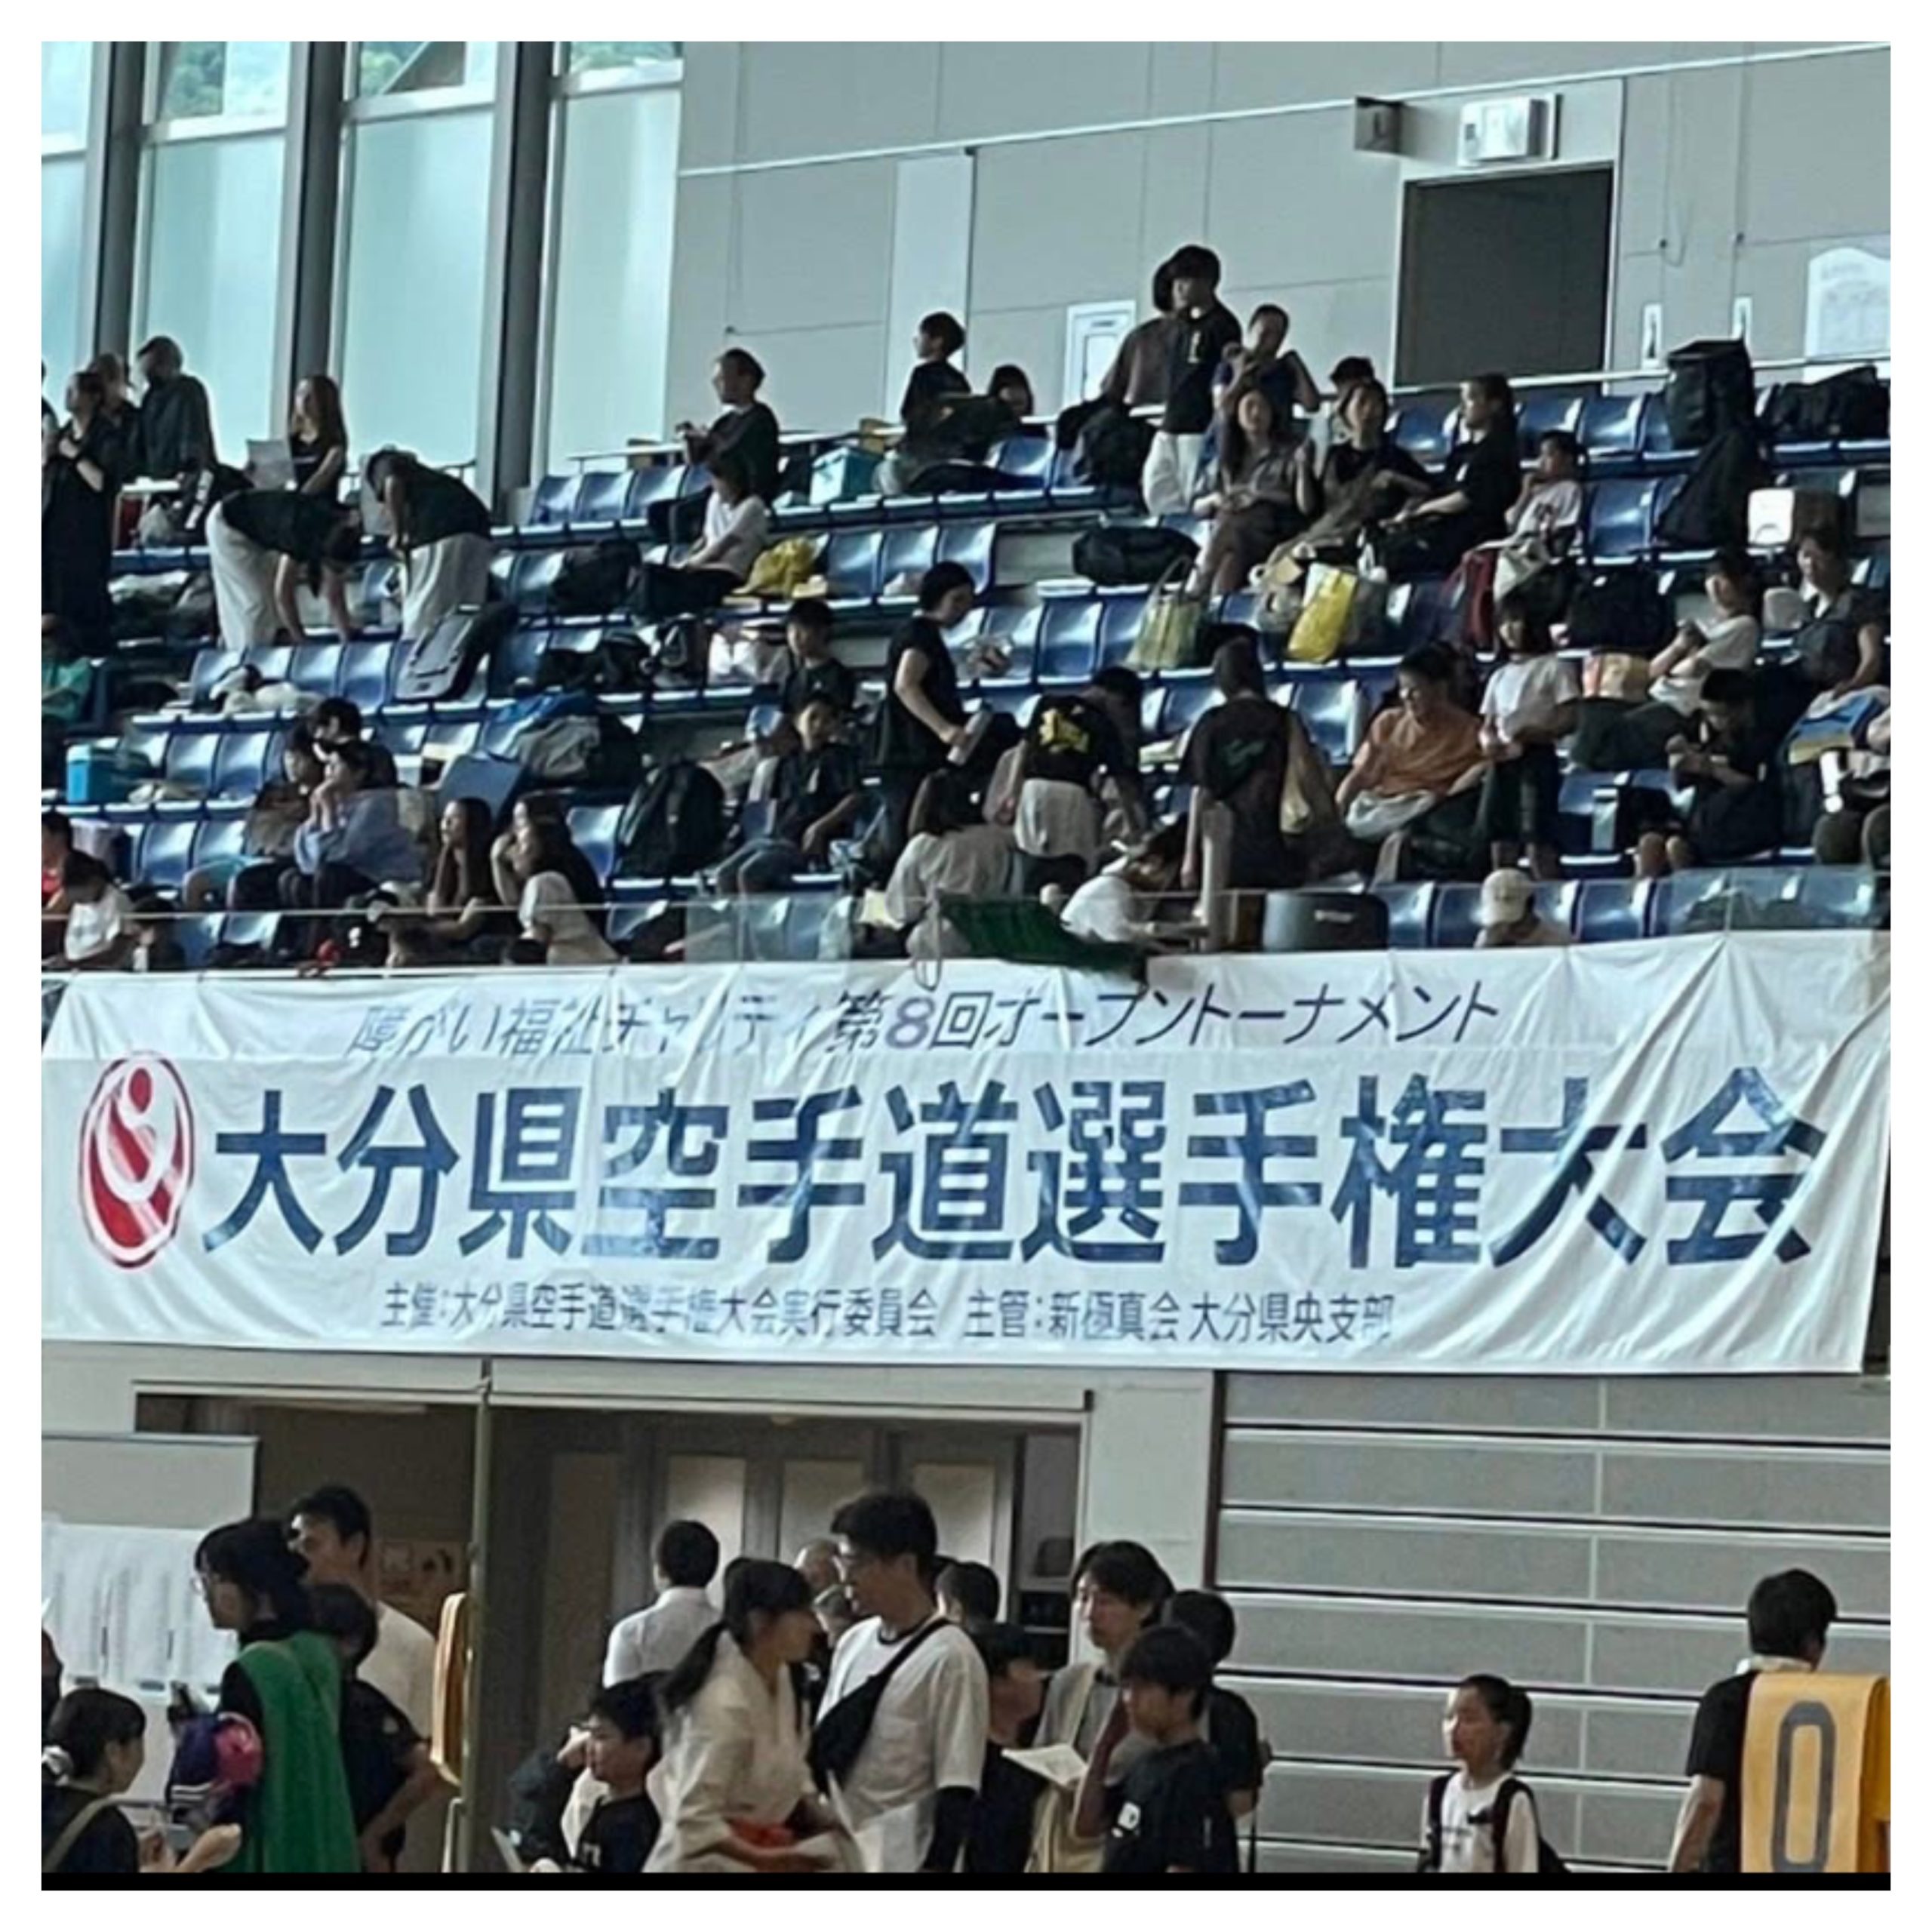 障がい福祉チャリティ第8回オープントーナメント
大分県空手道選手権大会
主催:大分県空手道選手権大会実行委員会 主管:新極真会 大分県央支部
0